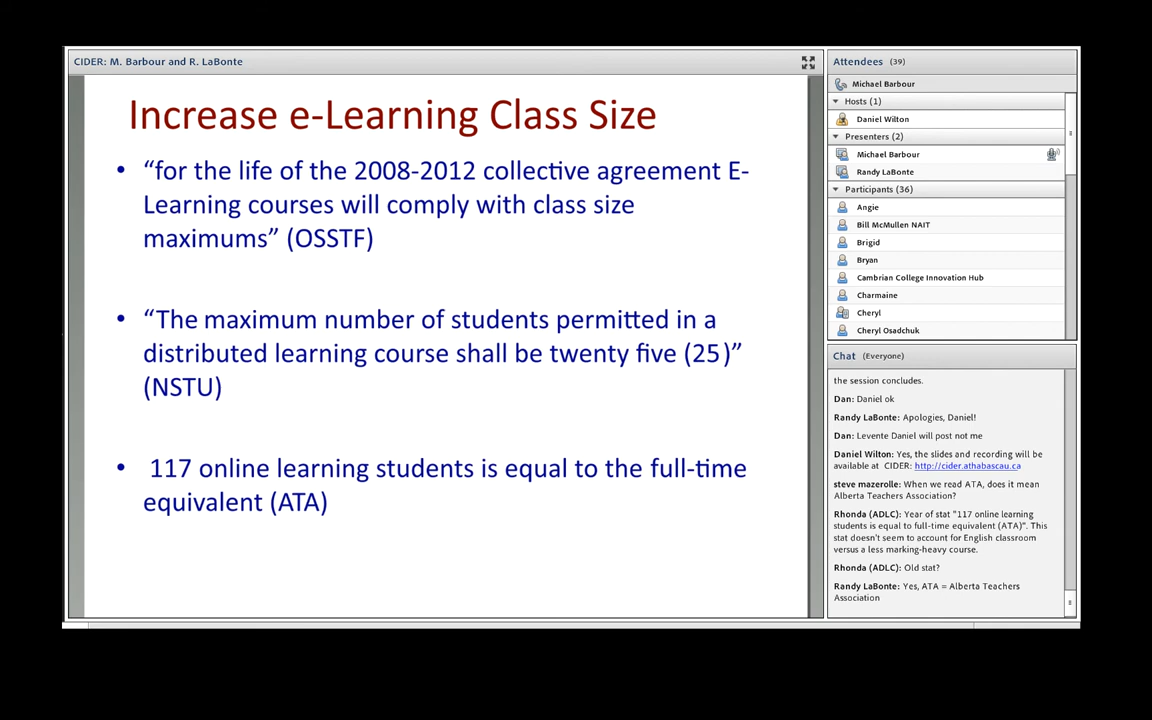 CIDER: M. Barbour and R. LaBonte
Increase e-Learning Class Size
• “for the life of the 2008-2012 collective agreement E-
Learning courses will comply with class size
maximums” (OSSTF)
• “The maximum number of students permitted in a
distributed learning course shall be twenty five (25)”
(NSTU)
• 117 online learning students is equal to the full-time
equivalent (ATA)
Attendees (39)
Michael Barbour
Hosts (1)
Daniel Wilton
Presenters (2)
Michael Barbour
Randy LaBonte
Participants (36)
Angie
Bill McMullen NAIT
Brigid
Bryan
Cambrian College Innovation Hub
Charmaine
Cheryl
Cheryl Osadchuk
Chat (Everyone)
the session concludes.
Dan: Daniel ok
Randy LaBonte: Apologies, Daniel!
Dan: Levente Daniel will post not me
Daniel Wilton: Yes, the slides and recording will be
available at CIDER: http://cider.athabascau.ca
steve mazerolle: When we read ATA, does it mean
Alberta Teachers Association?
Rhonda (ADLC): Year of stat "117 online learning
students is equal to full-time equivalent (ATA)". This
stat doesn't seem to account for English classroom
versus a less marking-heavy course.
Rhonda (ADLC): Old stat?
Randy LaBonte: Yes, ATA = Alberta Teachers
Association